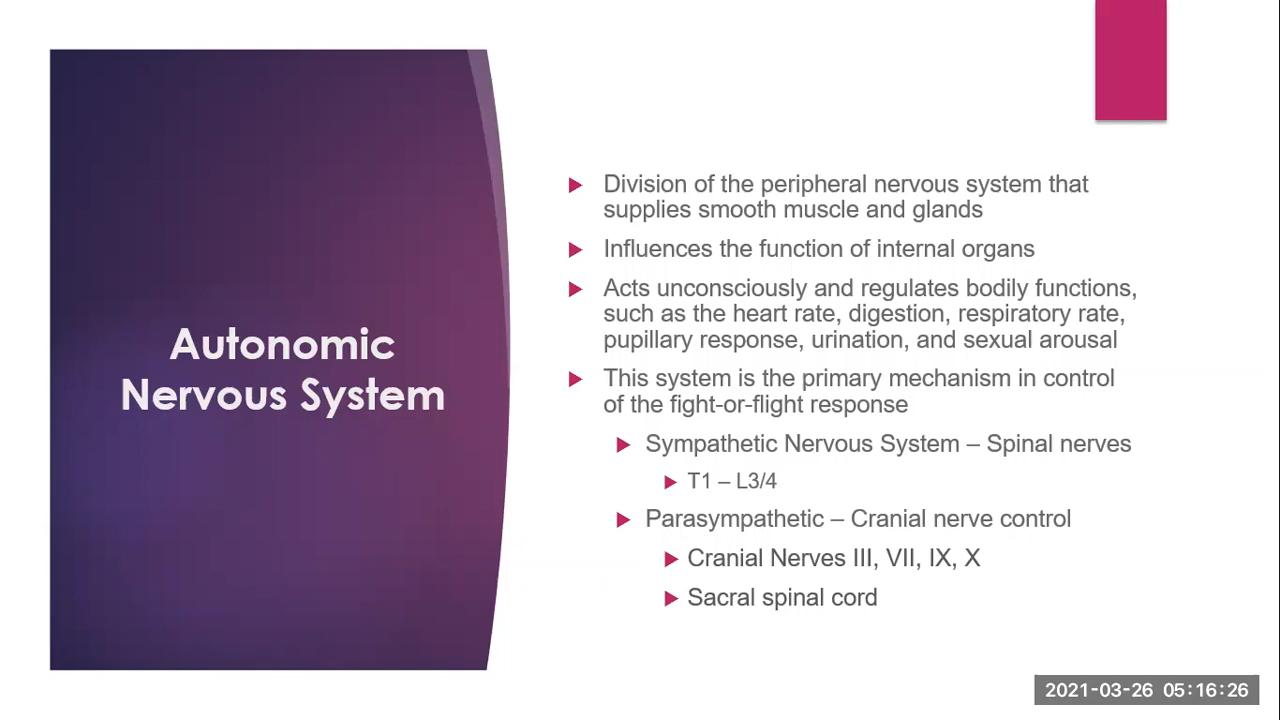 Autonomic
Nervous System
Division of the peripheral nervous system that
supplies smooth muscle and glands
Influences the function of internal organs
Acts unconsciously and regulates bodily functions,
such as the heart rate, digestion, respiratory rate,
pupillary response, urination, and sexual arousal
This system is the primary mechanism in control
of the fight-or-flight response
Sympathetic Nervous System – Spinal nerves
T1 – L3/4
Parasympathetic – Cranial nerve control
Cranial Nerves III, VII, IX, X
Sacral spinal cord
2021-03-26 05:16:26